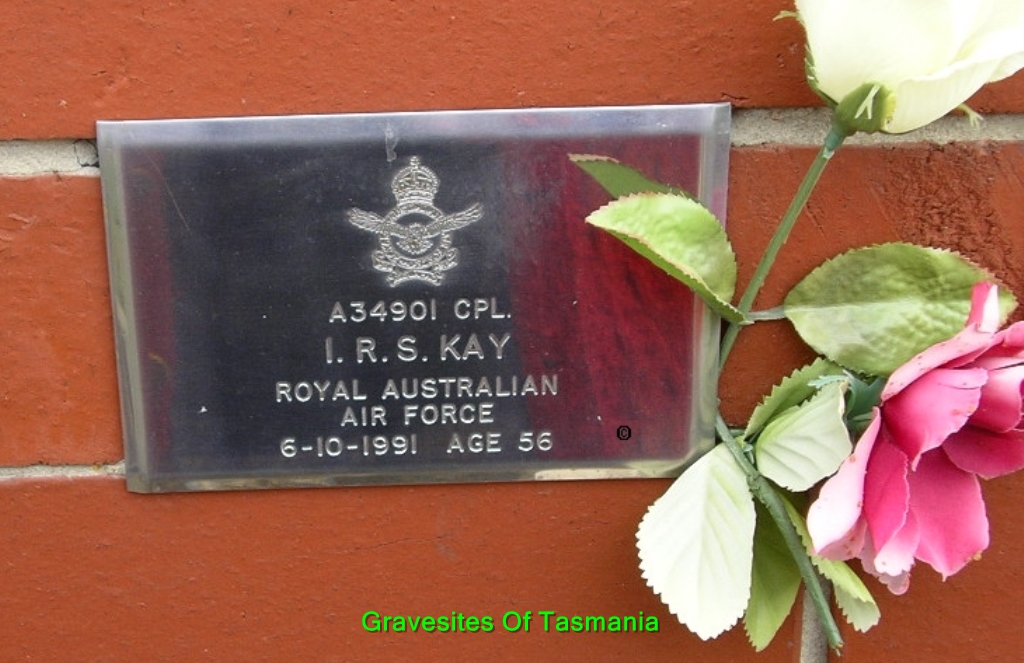 A34901 CPL.
I. R. S. KAY
ROYAL AUSTRALIAN
AIR FORCE
6-10-1991 AGE 56
©
Gravesites Of Tasmania